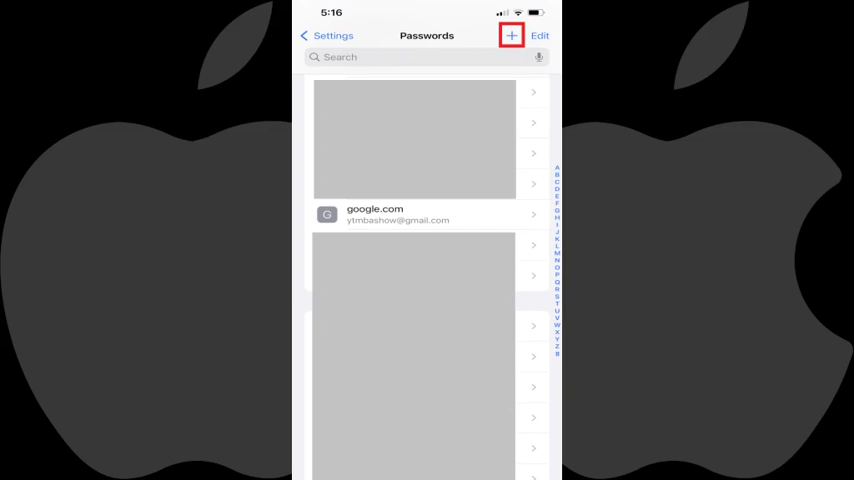 5:16
Settings
Passwords
+
Edit
Search
G
google.com
ytmbashow@gmail.com
A
B
C
D
E
F
G
H
I
J
K
L
M
N
O
P
Q
R
S
T
U
V
W
X
Y
Z